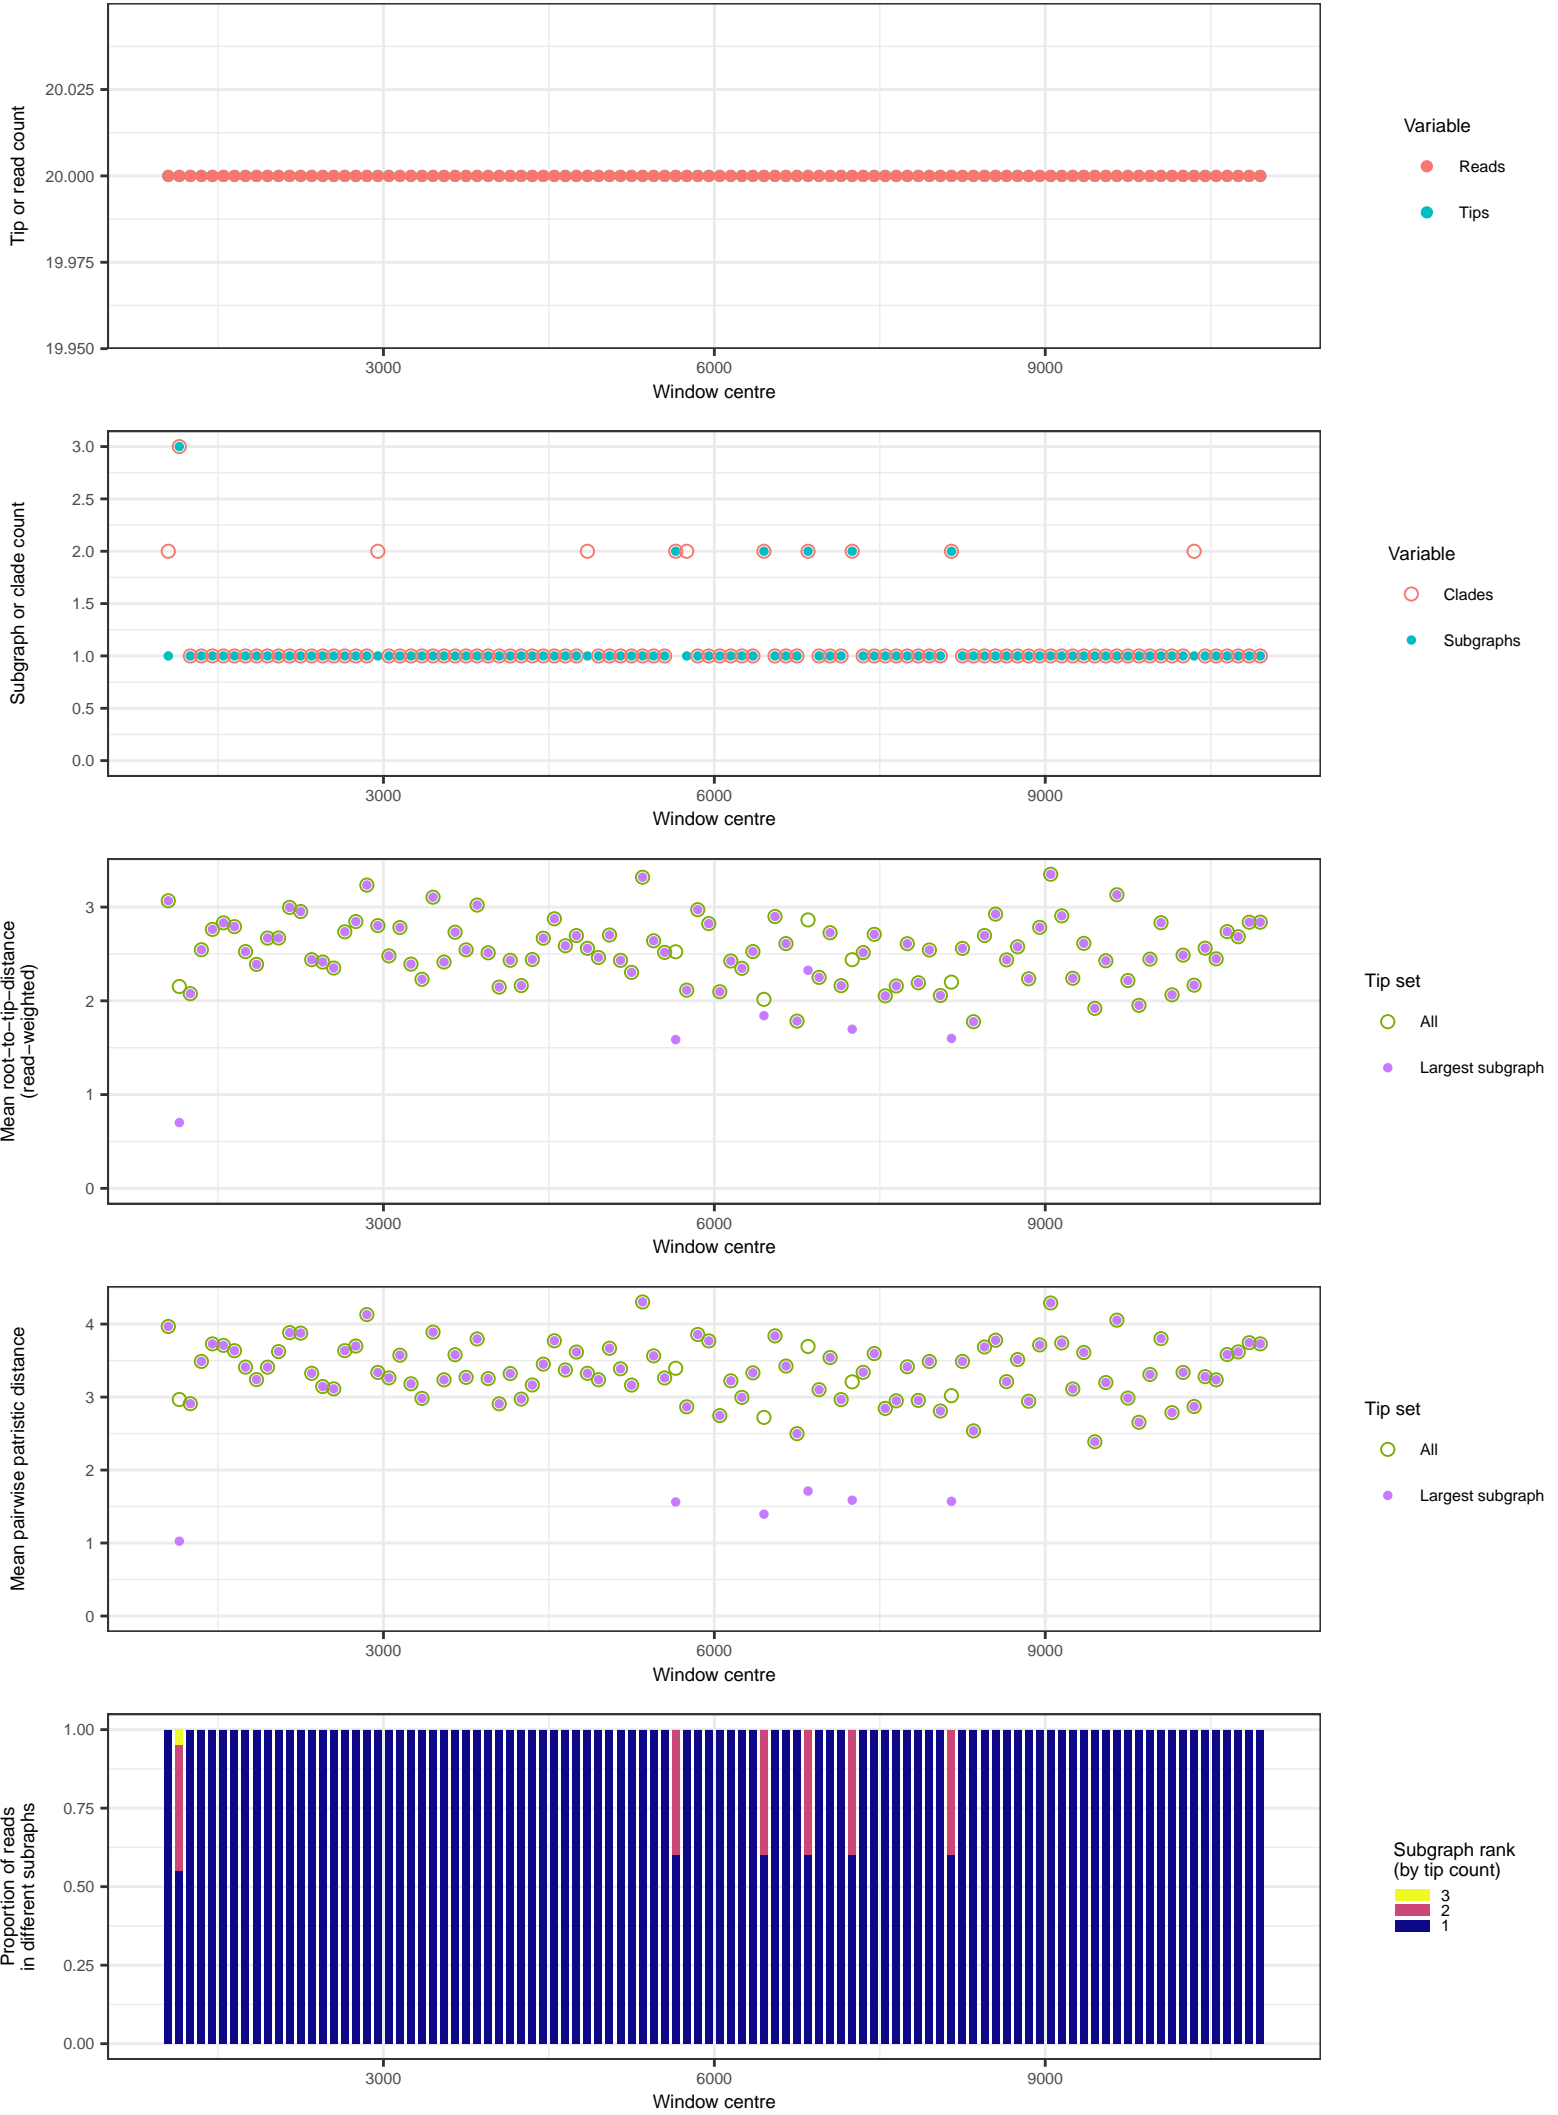 Tip or read count
20.025
20.000
19.975
19.950
3000
6000
9000
Window centre
Variable
Reads
Tips
Subgraph or clade count
3.0
2.5
2.0
1.5
1.0
0.5
0.0
3000
6000
9000
Window centre
Variable
Clades
Subgraphs
Mean root−to−tip−distance
(read−weighted)
3
2
1
0
3000
6000
9000
Window centre
Tip set
All
Largest subgraph
Mean pairwise patristic distance
4
3
2
1
0
3000
6000
9000
Window centre
Tip set
All
Largest subgraph
Proportion of reads
in different subraphs
1.00
0.75
0.50
0.25
0.00
3000
6000
9000
Window centre
Subgraph rank
(by tip count)
3
2
1